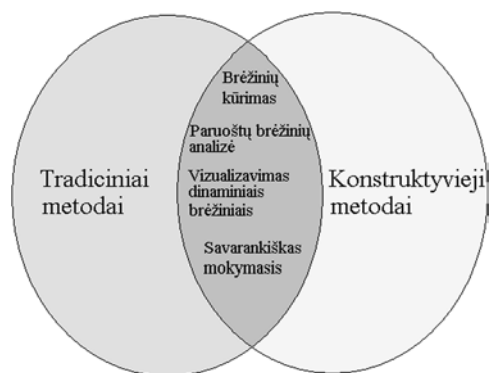 Brėžinių
kūrimas
Paruoštų brėžinių
analizė
Tradiciniai
metodai
Vizualizavimas
dinaminiais
brėžiniais
Konstruktyvieji
metodai
Savarankiškas
mokymasis